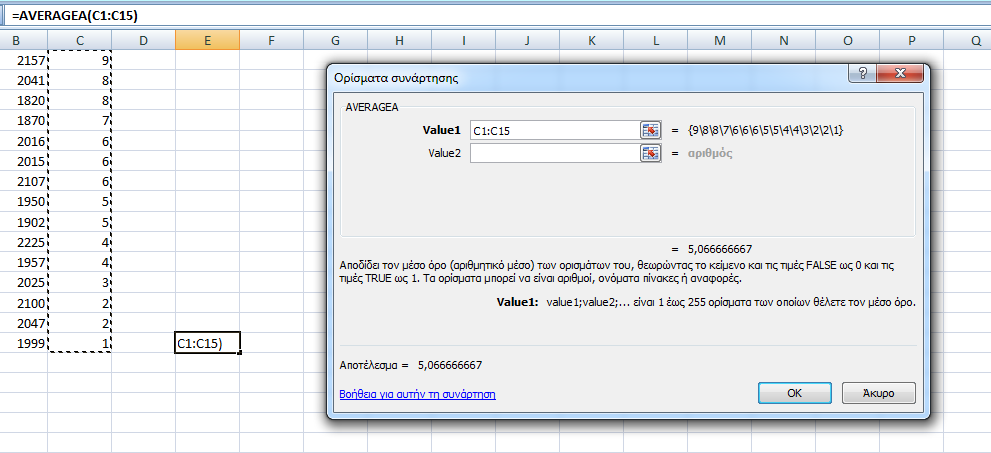 =AVERAGEA(C1:C15)
B C D E F G H I J K L M N O P Q
2157 9
2041 8
1820 8
1870 7
2016 6
2015 6
2107 6
1950 5
1902 5
2225 4
1957 4
2025 3
2100 2
2047 2
1999 1 C1:C15)
Ορίσματα συνάρτησης
AVERAGEA
Value1 C1:C15 = {9\8\8\7\6\6\6\5\5\4\4\3\2\2\1}
Value2 = αριθμός
= 5,066666667
Αποδίδει τον μέσο όρο (αριθμητικό μέσο) των ορισμάτων του, θεωρώντας το κείμενο και τις τιμές FALSE ως 0 και τις
τιμές TRUE ως 1. Τα ορίσματα μπορεί να είναι αριθμοί, ονόματα πίνακες ή αναφορές.
Value1: value1;value2;... είναι 1 έως 255 ορίσματα των οποίων θέλετε τον μέσο όρο.
Αποτέλεσμα = 5,066666667
Βοήθεια για αυτήν τη συνάρτηση
OK
Άκυρο